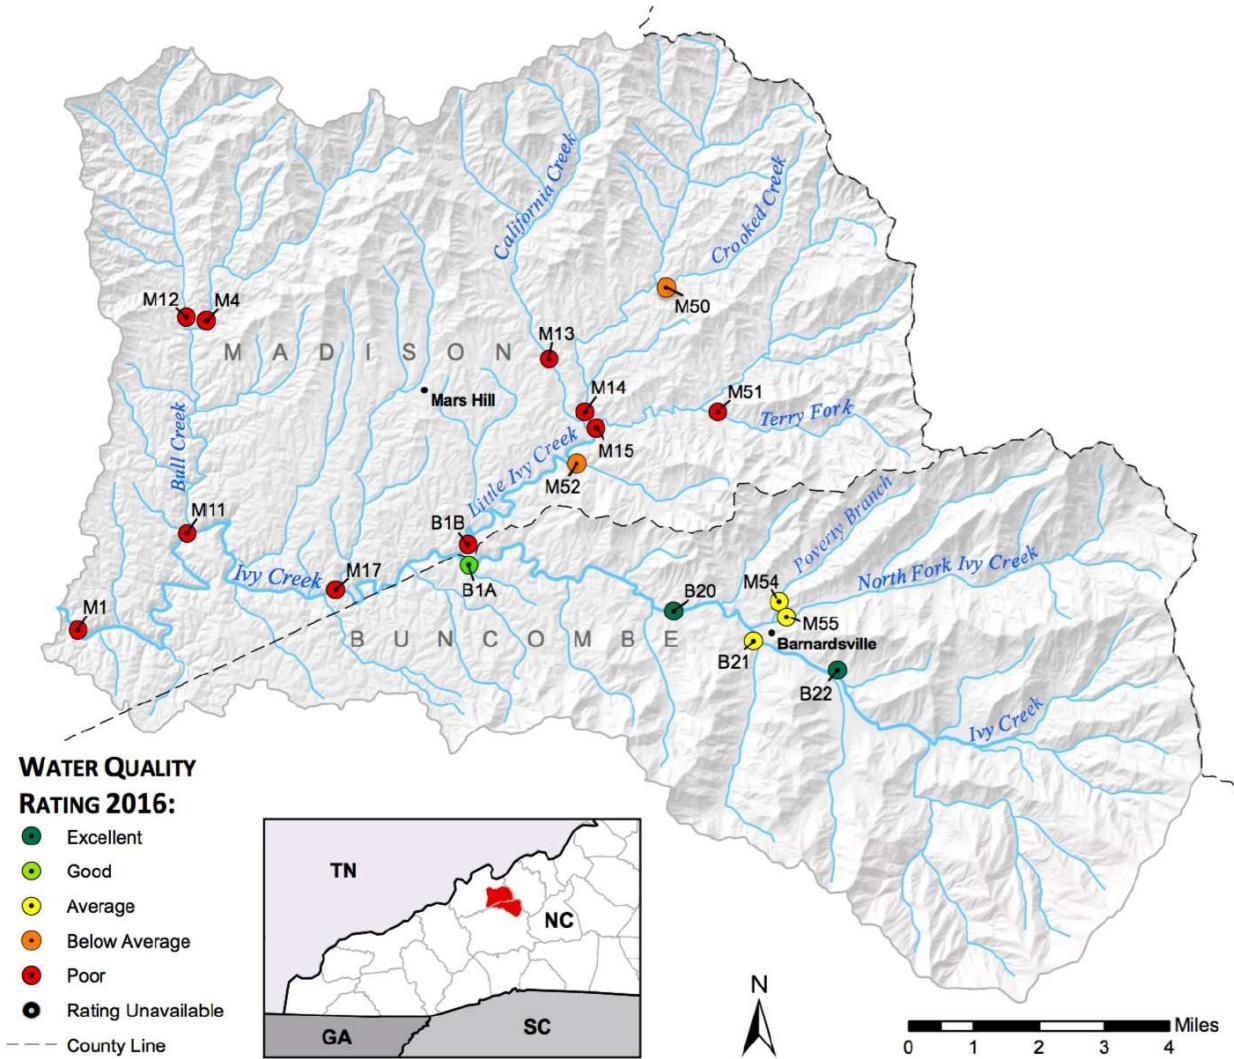 California Creek
Crooked Creek
M12
M4
M50
M13
MADISON
M14
M51
Mars Hill
Terry Fork
M15
Bull Creek
Little Ivy Creek
M52
Poverty Branch
M11
B1B
North Fork Ivy Creek
Ivy Creek
M17
B1A
B20
M54
M55
M1
BUNCOMBE
B21
Barnardsville
B22
Ivy Creek
WATER QUALITY
RATING 2016:
Excellent
Good
Average
Below Average
Poor
Rating Unavailable
County Line
TN
NC
GA
SC
N
Miles
0 1 2 3 4